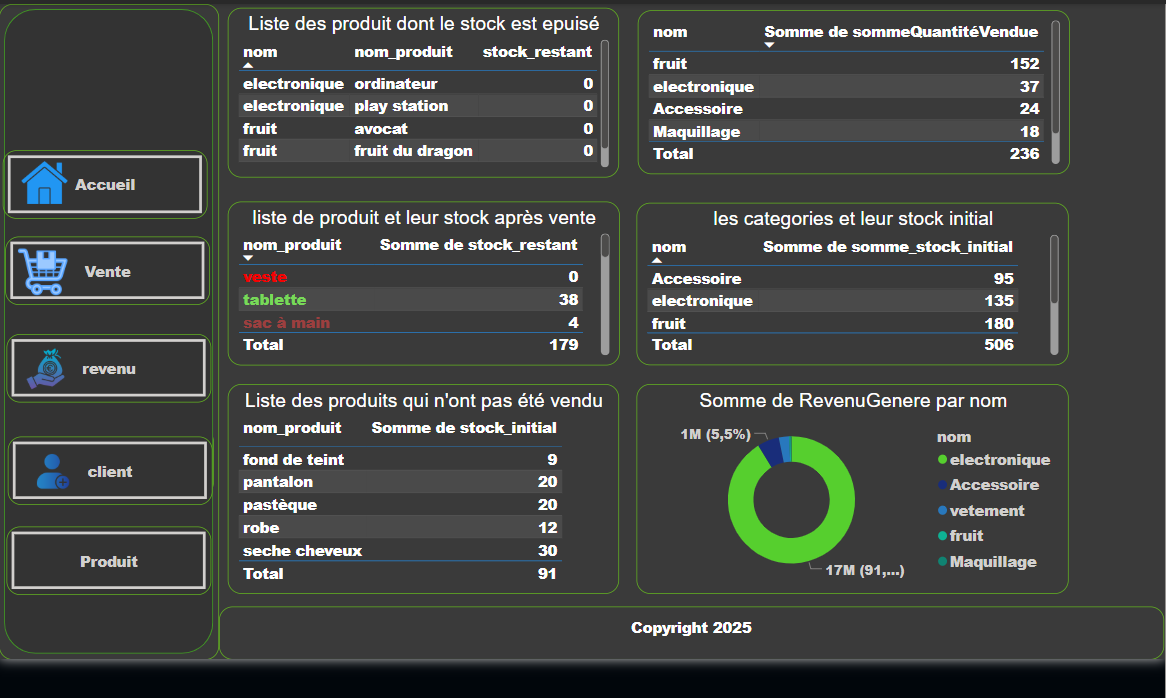 Accueil
Vente
revenu
client
Produit
Liste des produit dont le stock est epuisé
nom nom_produit stock_restant
electronique ordinateur 0
electronique play station 0
fruit avocat 0
fruit fruit du dragon 0
nom Somme de sommeQuantitéVendue
fruit 152
electronique 37
Accessoire 24
Maquillage 18
Total 236
liste de produit et leur stock après vente
nom_produit Somme de stock_restant
veste 0
tablette 38
sac à main 4
Total 179
les categories et leur stock initial
nom Somme de somme_stock_initial
Accessoire 95
electronique 135
fruit 180
Total 506
Liste des produits qui n'ont pas été vendu
nom_produit Somme de stock_initial
fond de teint 9
pantalon 20
pastèque 20
robe 12
seche cheveux 30
Total 91
Somme de RevenuGenere par nom
1M (5,5%)
17M (91,...)
nom
electronique
Accessoire
vetement
fruit
Maquillage
Copyright 2025